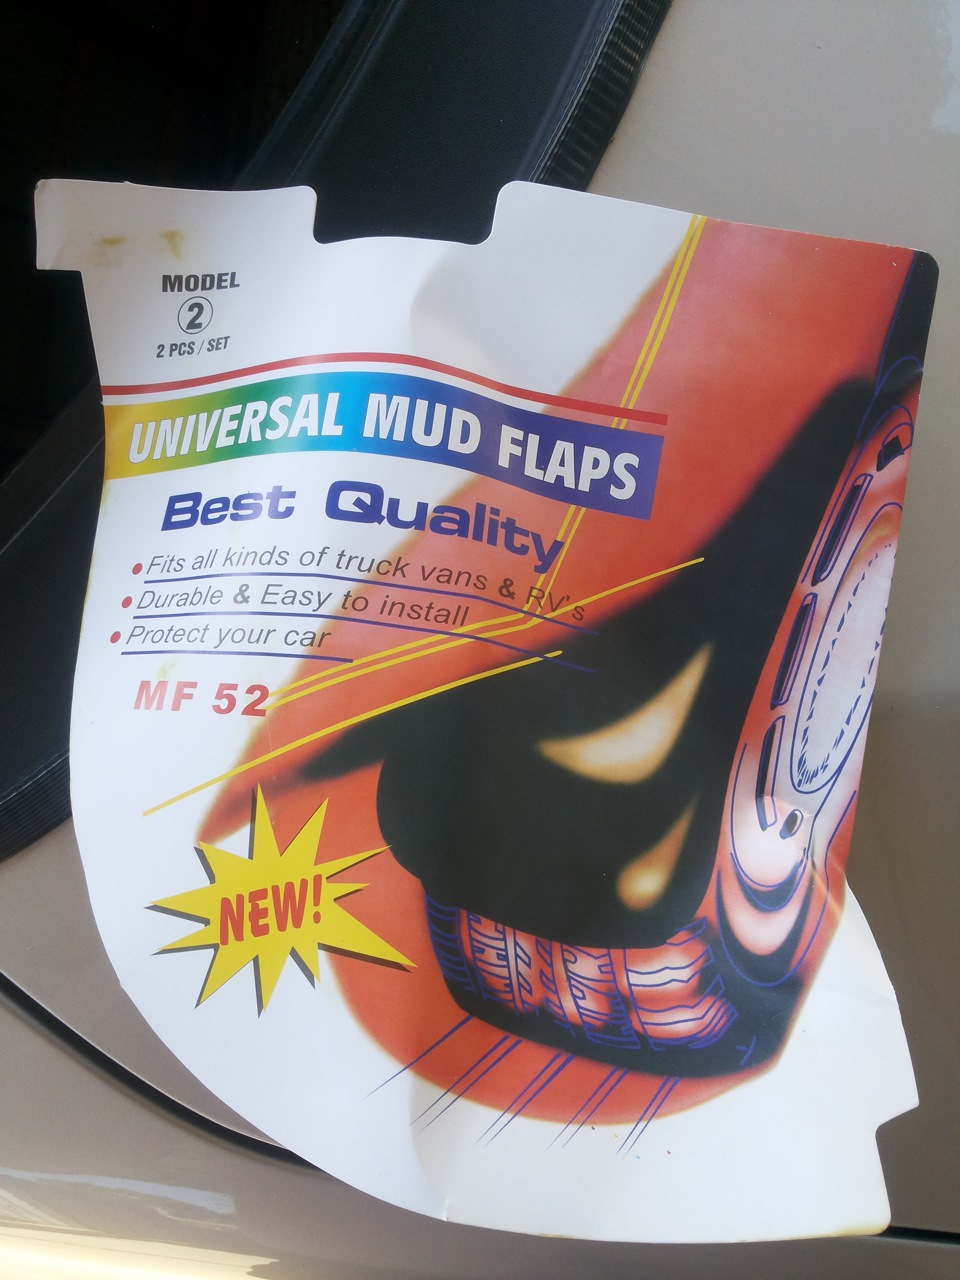 MODEL
2
2 PCS / SET
UNIVERSAL MUD FLAPS
Best Quality
• Fits all kinds of truck vans & RV's
• Durable & Easy to install
• Protect your car
MF 52
NEW!